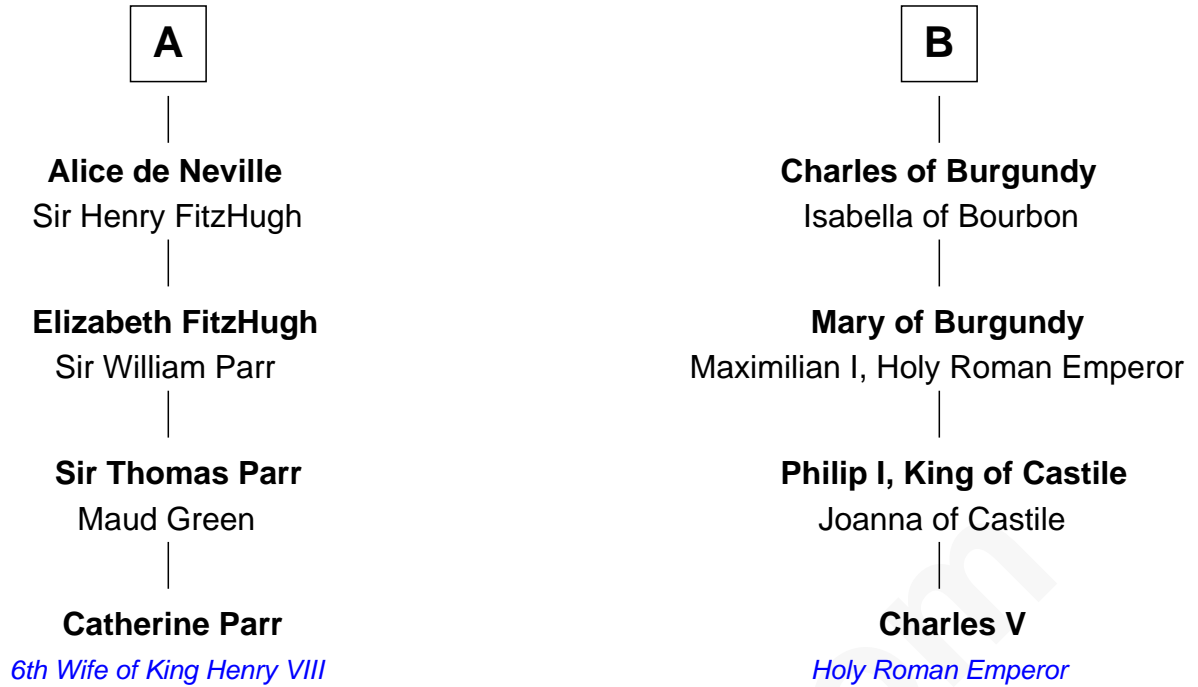 A
Alice de Neville
Sir Henry FitzHugh
Elizabeth FitzHugh
Sir William Parr
Sir Thomas Parr
Maud Green
Catherine Parr
6th Wife of King Henry VIII
B
Charles of Burgundy
Isabella of Bourbon
Mary of Burgundy
Maximilian I, Holy Roman Emperor
Philip I, King of Castile
Joanna of Castile
Charles V
Holy Roman Emperor